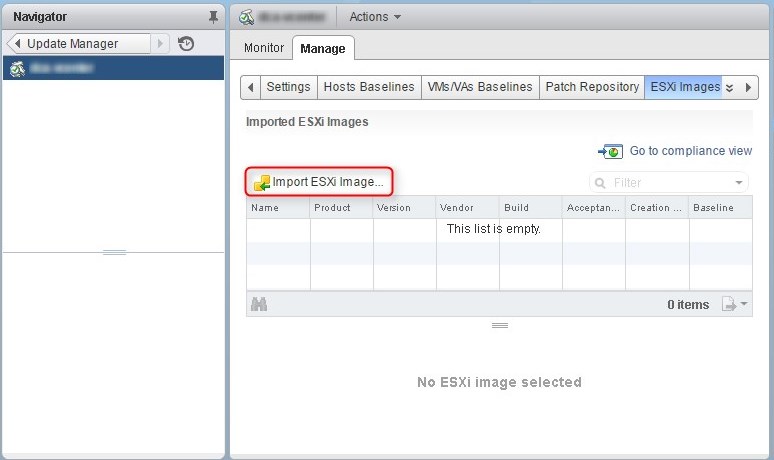 Navigator
Update Manager
Actions
Monitor Manage
Settings Hosts Baselines VMs/VAs Baselines Patch Repository ESXi Images
Imported ESXi Images
Go to compliance view
Import ESXi Image...
Filter
Name Product Version Vendor Build Acceptan... Creation ... Baseline
This list is empty.
0 items
No ESXi image selected